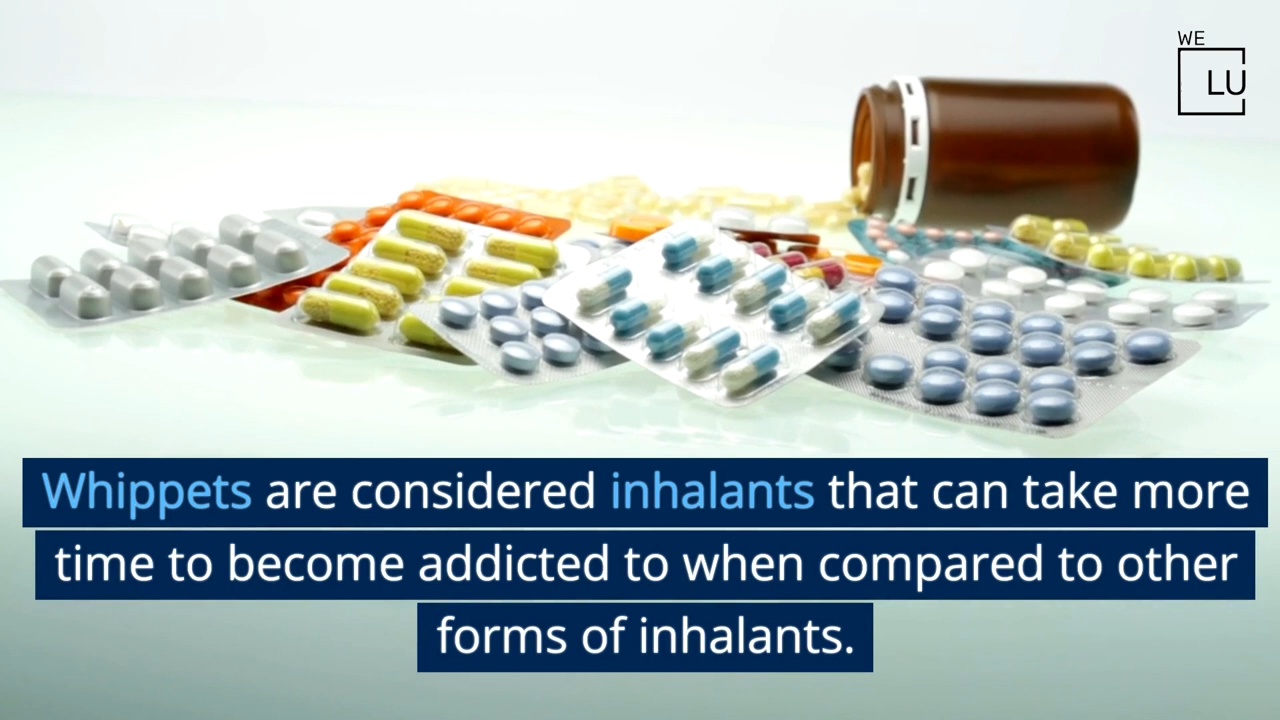 WE
LU
Whippets are considered inhalants that can take more
time to become addicted to when compared to other
forms of inhalants.